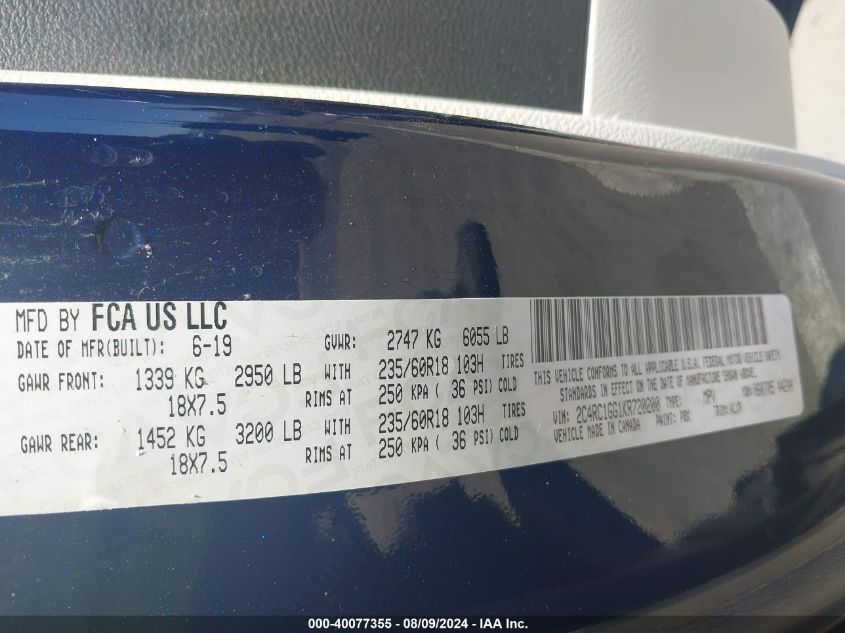 MFD BY FCA US LLC
DATE OF MFR(BUILT): 6-19 GVWR: 2747 KG 6055 LB
GAWR FRONT: 1339 KG 2950 LB WITH 235/60R18 103H TIRES
18X7.5 RIMS AT 250 KPA ( 36 PSI) COLD
GAWR REAR: 1452 KG 3200 LB WITH 235/60R18 103H TIRES
18X7.5 RIMS AT 250 KPA ( 36 PSI) COLD
THIS VEHICLE CONFORMS TO ALL APPLICABLE U.S.A. FEDERAL MOTOR VEHICLE SAFETY
STANDARDS IN EFFECT ON THE DATE OF MANUFACTURE SHOWN ABOVE.
VIN: 2C4RC1GG1KR720200 TYPE: MPV
VEHICLE MADE IN CANADA PAINT: PBX TRIM:
000-40077355 - 08/09/2024 - IAA Inc.